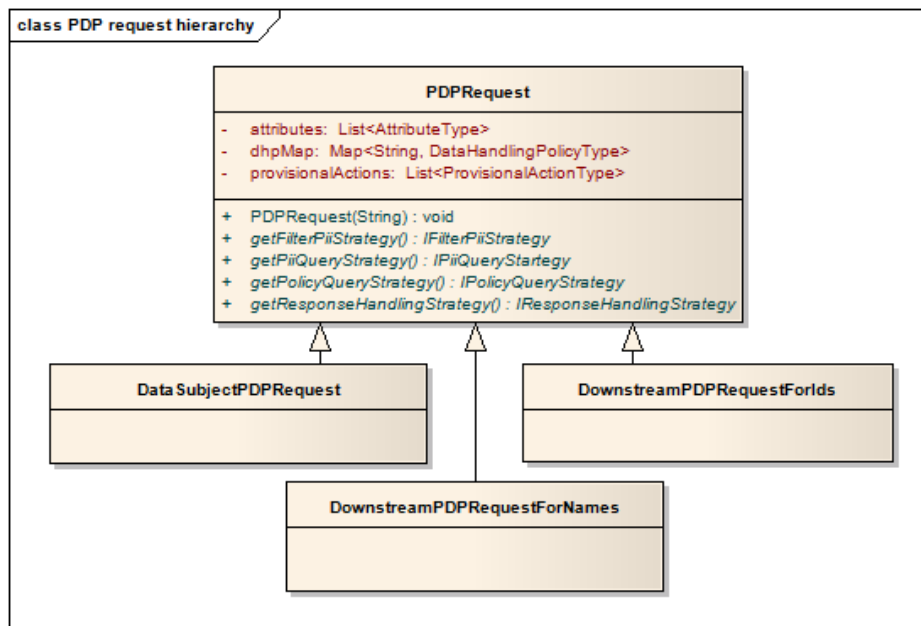 class PDP request hierarchy
PDPRequest
- attributes: List<AttributeType>
- dhpMap: Map<String, DataHandlingPolicyType>
- provisionalActions: List<ProvisionalActionType>
+ PDPRequest(String) : void
+ getFilterPiiStrategy() : IFilterPiiStrategy
+ getPiiQueryStrategy() : IPiiQueryStartegy
+ getPolicyQueryStrategy() : IPolicyQueryStrategy
+ getResponseHandlingStrategy() : IResponseHandlingStrategy
DataSubjectPDPRequest
DownstreamPDPRequestForIds
DownstreamPDPRequestForNames